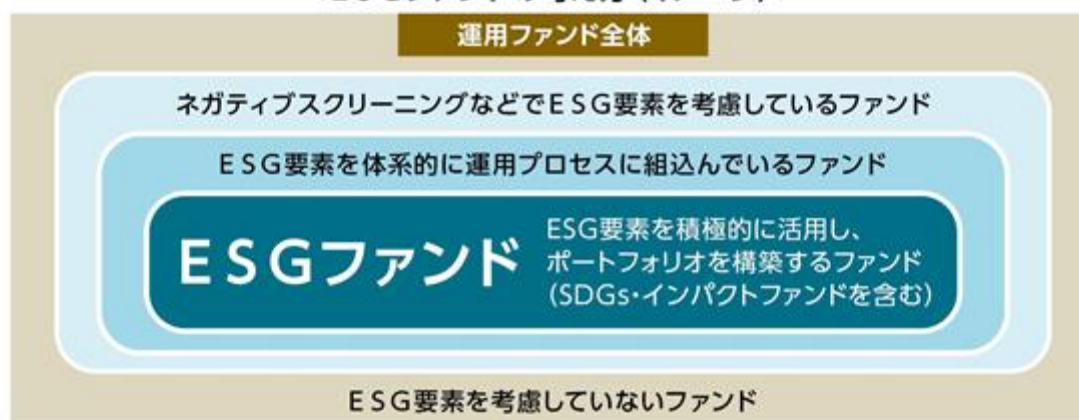 運用ファンド全体
ネガティブスクリーニングなどでESG要素を考慮しているファンド
ESG要素を体系的に運用プロセスに組込んでいるファンド
ESGファンド
ESG要素を積極的に活用し、
ポートフォリオを構築するファンド
(SDGs・インパクトファンドを含む)
ESG要素を考慮していないファンド